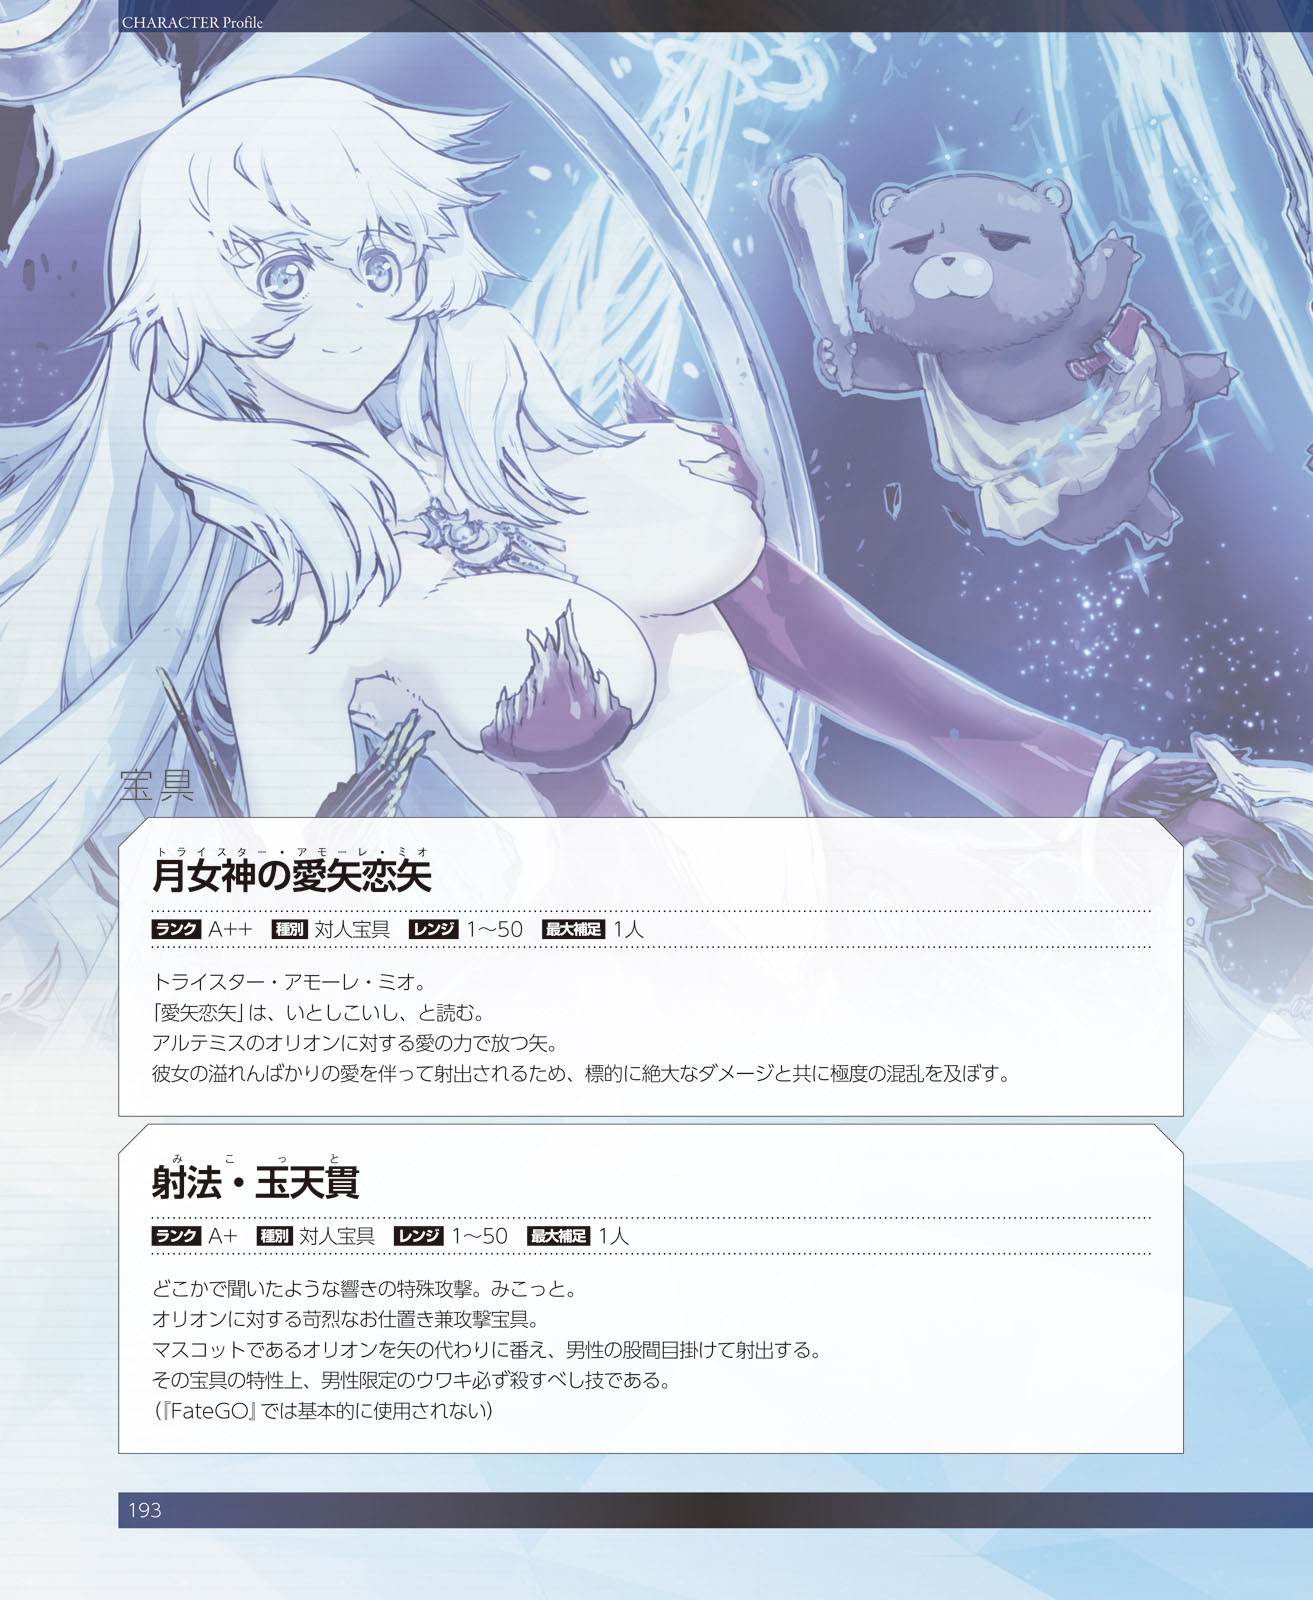 CHARACTER Profile
宝具
トライスター・アモーレ・ミオ
月女神の愛矢恋矢
ランク A++ 種別 対人宝具 レンジ 1〜50 最大補足 1人
トライスター・アモーレ・ミオ。
「愛矢恋矢」は、いとしこいし、と読む。
アルテミスのオリオンに対する愛の力で放つ矢。
彼女の溢れんばかりの愛を伴って射出されるため、標的に絶大なダメージと共に極度の混乱を及ぼす。
みこっと
射法・玉天貫
ランク A+ 種別 対人宝具 レンジ 1〜50 最大補足 1人
どこかで聞いたような響きの特殊攻撃。みこっと。
オリオンに対する苛烈なお仕置き兼攻撃宝具。
マスコットであるオリオンを矢の代わりに番え、男性の股間目掛けて射出する。
その宝具の特性上、男性限定のウワキ必ず殺すべし技である。
（『FateGO』では基本的に使用されない）
193